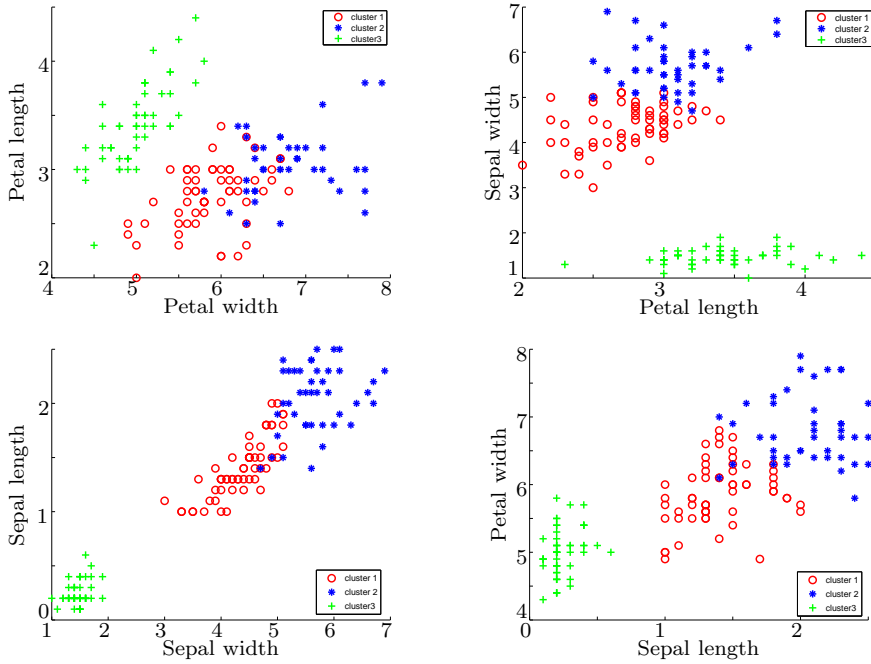 cluster 1
cluster 2
cluster3
4
3
2
Petal length
4 5 6 7 8
Petal width
cluster 1
cluster 2
cluster3
7
6
5
4
3
2
1
Sepal width
2 3 4
Petal length
2
1
0
Sepal length
cluster 1
cluster 2
cluster3
1 2 3 4 5 6 7
Sepal width
8
7
6
5
4
Petal width
cluster 1
cluster 2
cluster3
0 1 2
Sepal length